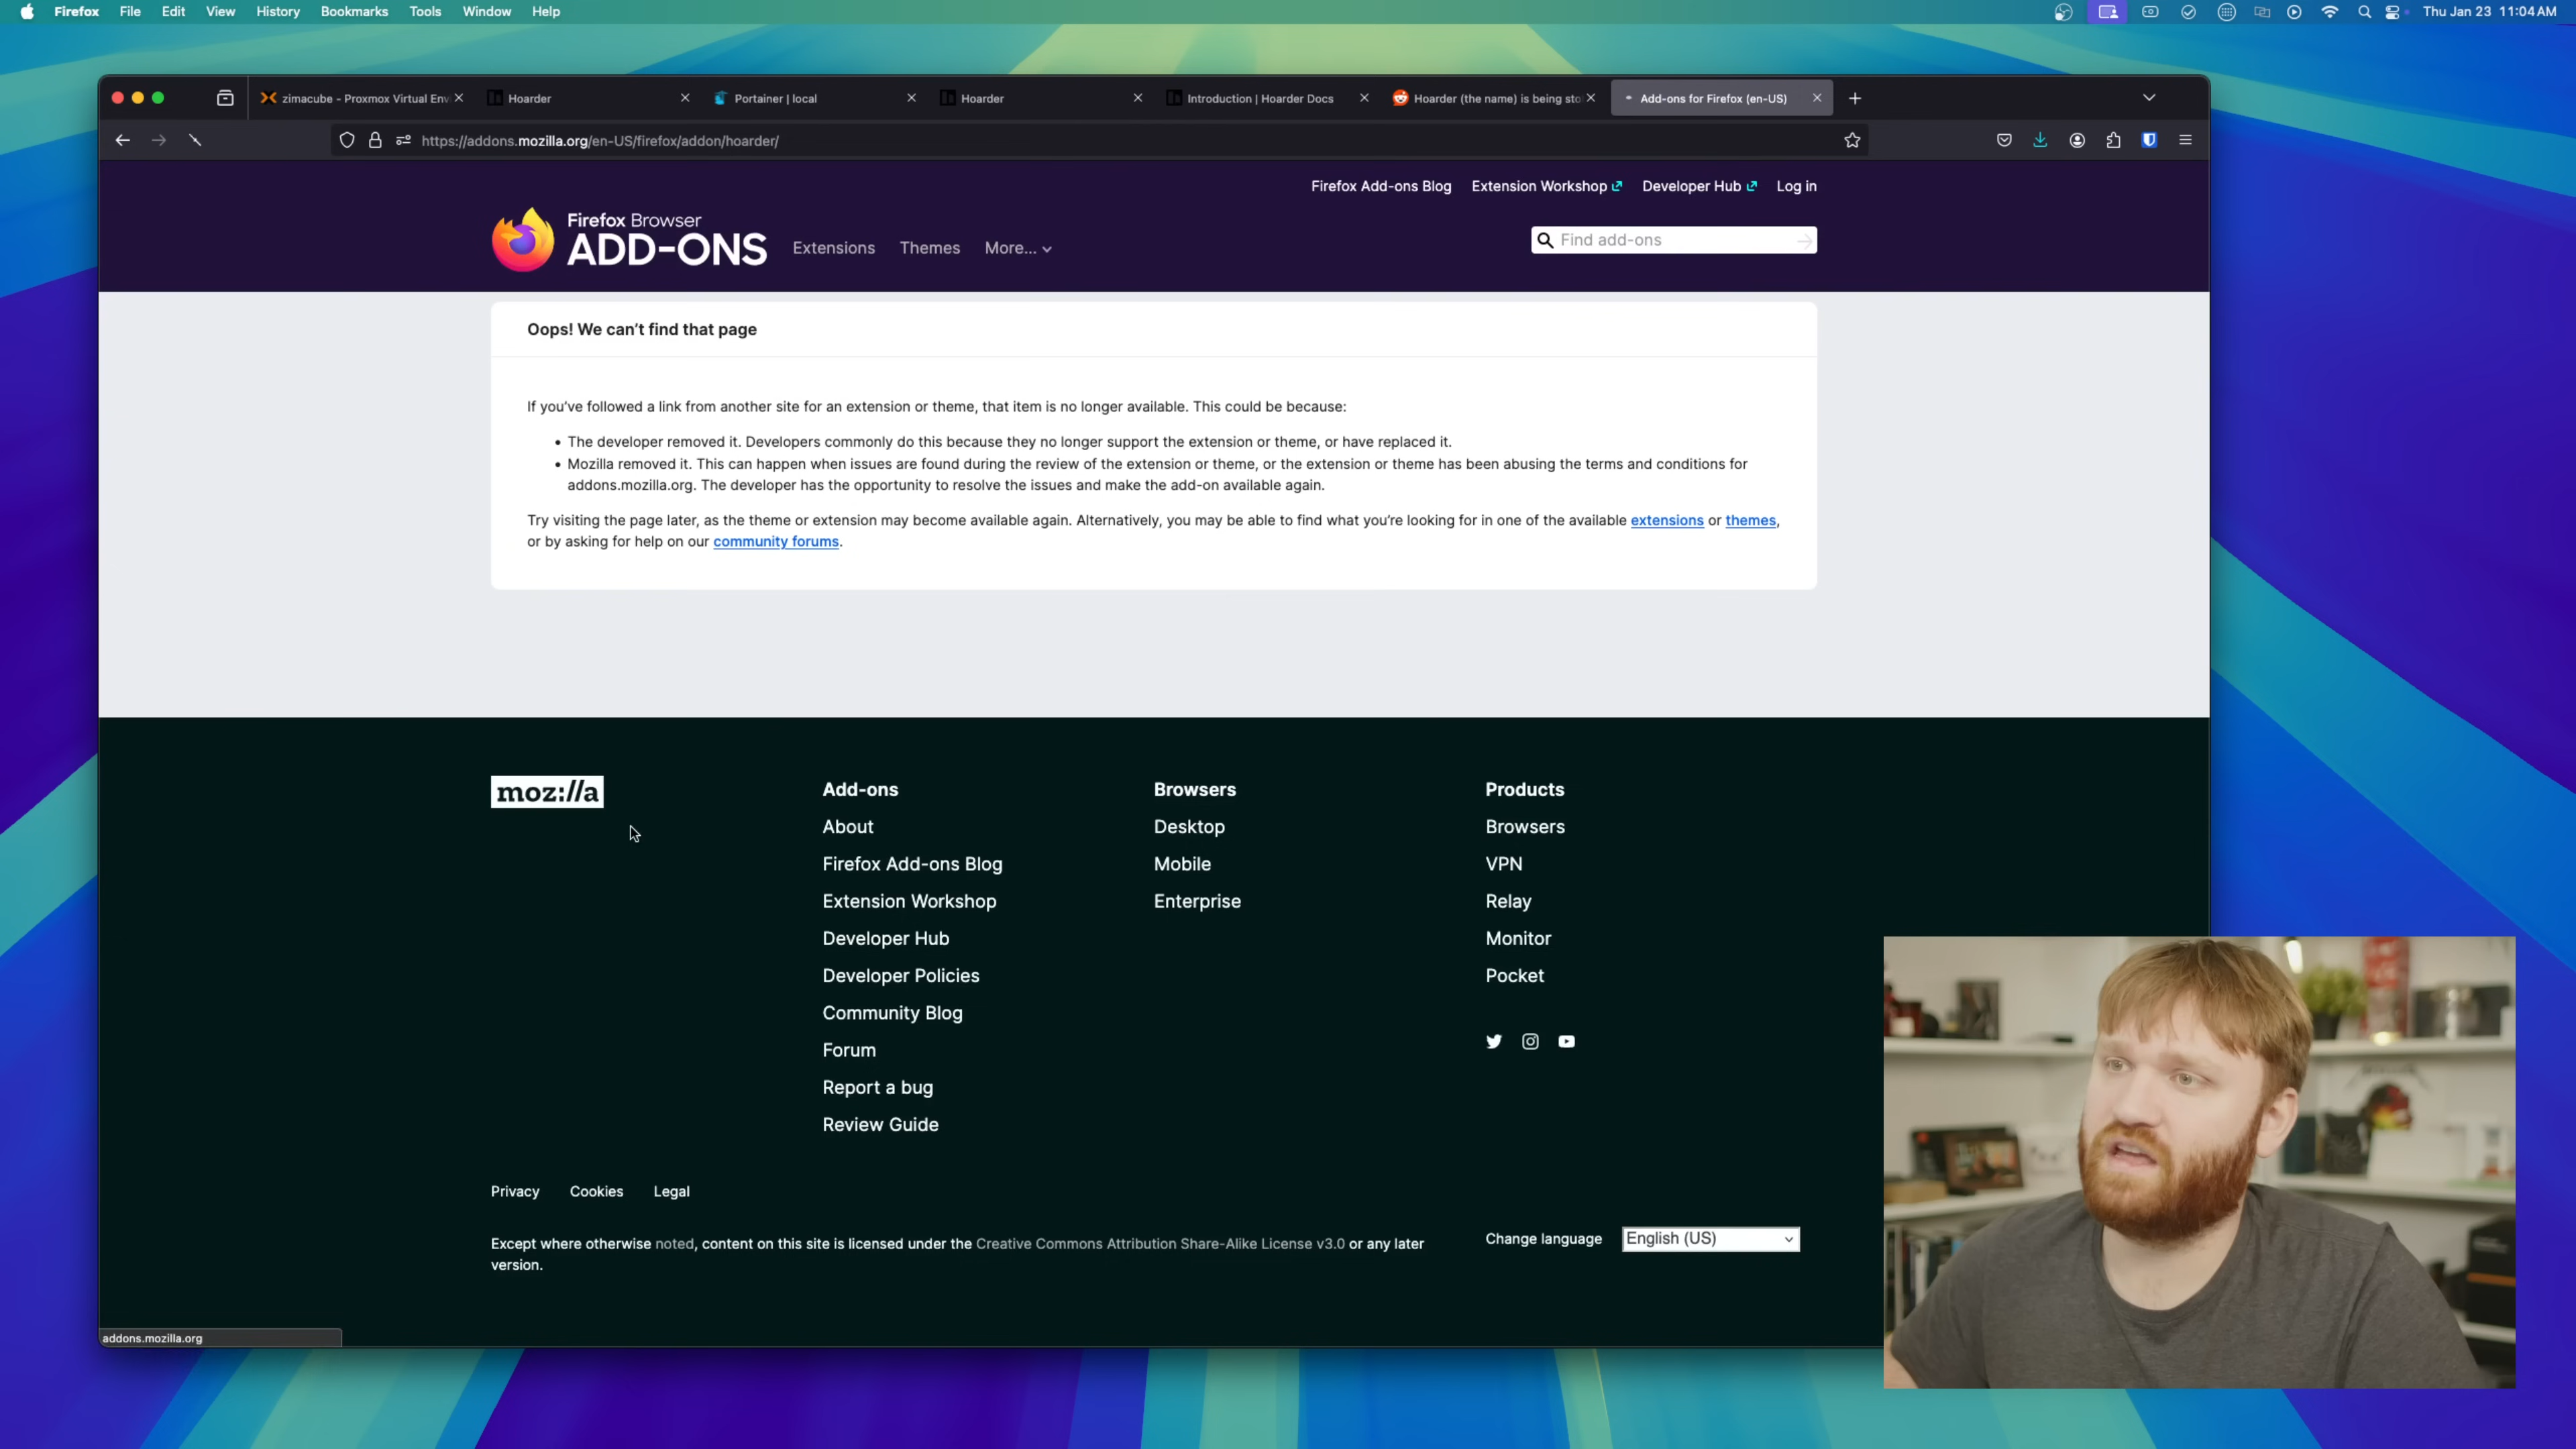 Firefox File Edit View History Bookmarks Tools Window Help Thu Jan 23 11:04 AM
zimacube - Proxmox Virtual Env Hoarder Portainer | local Hoarder Introduction | Hoarder Docs Hoarder (the name) is being sto Add-ons for Firefox (en-US)
https://addons.mozilla.org/en-US/firefox/addon/hoarder/
Firefox Add-ons Blog Extension Workshop Developer Hub Log in
Firefox Browser
ADD-ONS Extensions Themes More... Find add-ons
Oops! We can’t find that page
If you’ve followed a link from another site for an extension or theme, that item is no longer available. This could be because:
• The developer removed it. Developers commonly do this because they no longer support the extension or theme, or have replaced it.
• Mozilla removed it. This can happen when issues are found during the review of the extension or theme, or the extension or theme has been abusing the terms and conditions for
addons.mozilla.org. The developer has the opportunity to resolve the issues and make the add-on available again.
Try visiting the page later, as the theme or extension may become available again. Alternatively, you may be able to find what you’re looking for in one of the available extensions or themes,
or by asking for help on our community forums.
moz://a
Add-ons
About
Firefox Add-ons Blog
Extension Workshop
Developer Hub
Developer Policies
Community Blog
Forum
Report a bug
Review Guide
Browsers
Desktop
Mobile
Enterprise
Products
Browsers
VPN
Relay
Monitor
Pocket
Privacy Cookies Legal
Except where otherwise noted, content on this site is licensed under the Creative Commons Attribution Share-Alike License v3.0 or any later
version.
Change language English (US)
addons.mozilla.org